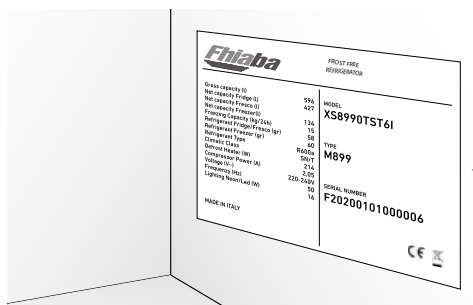 Fhiaba
FROST FREE
REFRIGERATOR
Gross capacity (l) 596
Net capacity Fridge (l) 427
Net capacity Fresco (l)
Net capacity Freezer(l) 134
Freezing Capacity (kg/24h) 15
Refrigerant Fridge/Fresco (gr) 58
Refrigerant Freezer (gr) 60
Refrigerant Type R600a
Climatic Class SN/T
Defrost Heater (W) 214
Compressor Power (A) 2,05
Voltage (V~) 220-240V
Frequenzy (Hz) 50
Lighting Neon/Led (W) 16
MADE IN ITALY
MODEL
XS8990TST6I
TYPE
M899
SERIAL NUMBER
F20200101000006
CE